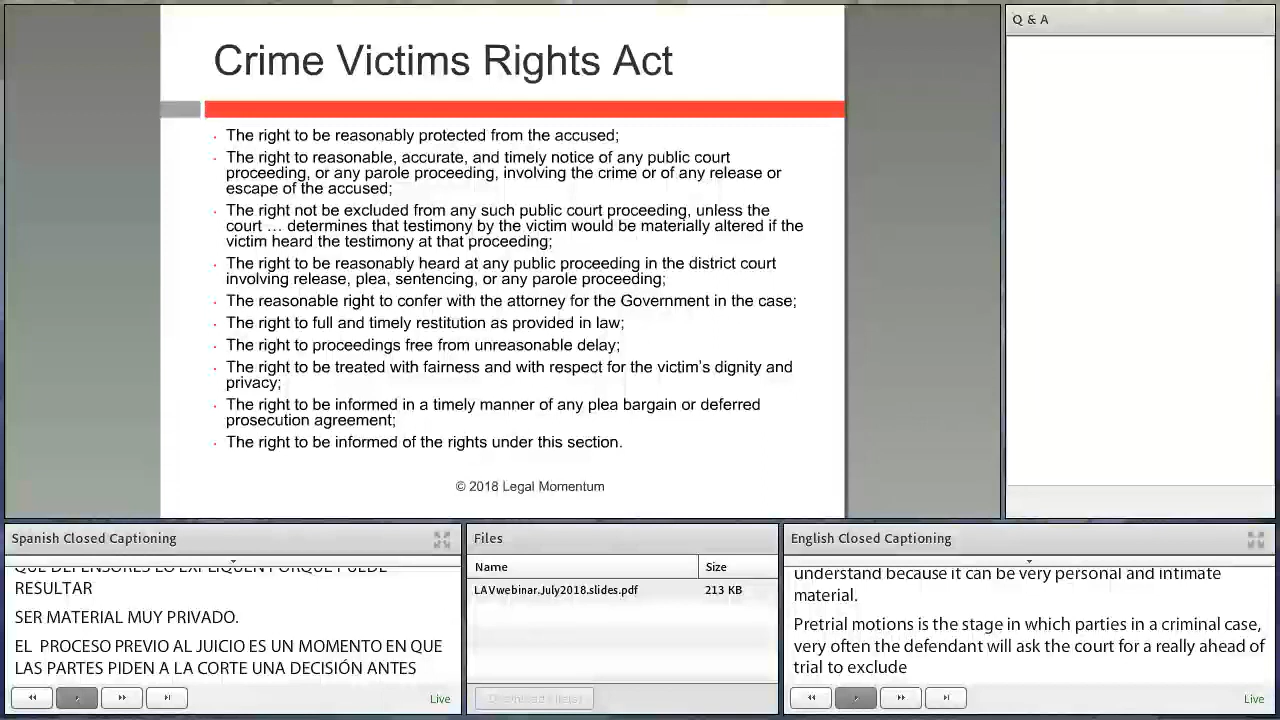 Crime Victims Rights Act
· The right to be reasonably protected from the accused;
· The right to reasonable, accurate, and timely notice of any public court
proceeding, or any parole proceeding, involving the crime or of any release or
escape of the accused;
· The right not be excluded from any such public court proceeding, unless the
court … determines that testimony by the victim would be materially altered if the
victim heard the testimony at that proceeding;
· The right to be reasonably heard at any public proceeding in the district court
involving release, plea, sentencing, or any parole proceeding;
· The reasonable right to confer with the attorney for the Government in the case;
· The right to full and timely restitution as provided in law;
· The right to proceedings free from unreasonable delay;
· The right to be treated with fairness and with respect for the victim's dignity and
privacy;
· The right to be informed in a timely manner of any plea bargain or deferred
prosecution agreement;
· The right to be informed of the rights under this section.
© 2018 Legal Momentum
Q & A
Spanish Closed Captioning
QUE DEFENSORES LO EXPLIQUEN PORQUE PUEDE
RESULTAR
SER MATERIAL MUY PRIVADO.
EL PROCESO PREVIO AL JUICIO ES UN MOMENTO EN QUE
LAS PARTES PIDEN A LA CORTE UNA DECISIÓN ANTES
Live
Files
Name Size
LAVwebinar.July2018.slides.pdf 213 KB
English Closed Captioning
understand because it can be very personal and intimate
material.
Pretrial motions is the stage in which parties in a criminal case,
very often the defendant will ask the court for a really ahead of
trial to exclude
Live